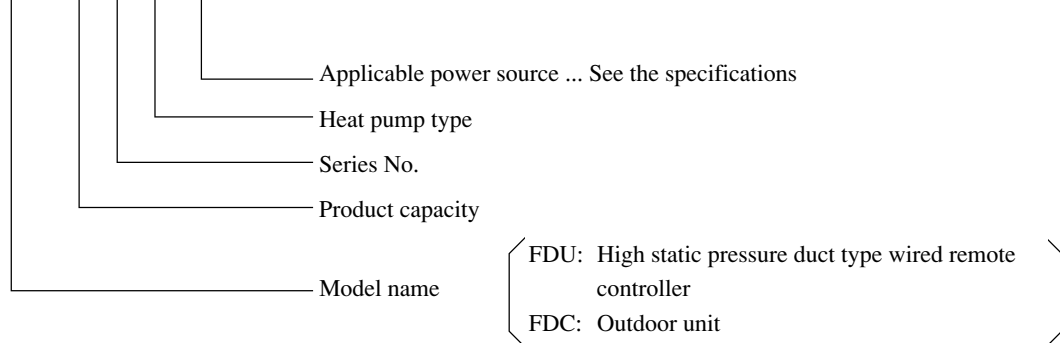 Applicable power source ... See the specifications
Heat pump type
Series No.
Product capacity
Model name
FDU: High static pressure duct type wired remote
controller
FDC: Outdoor unit